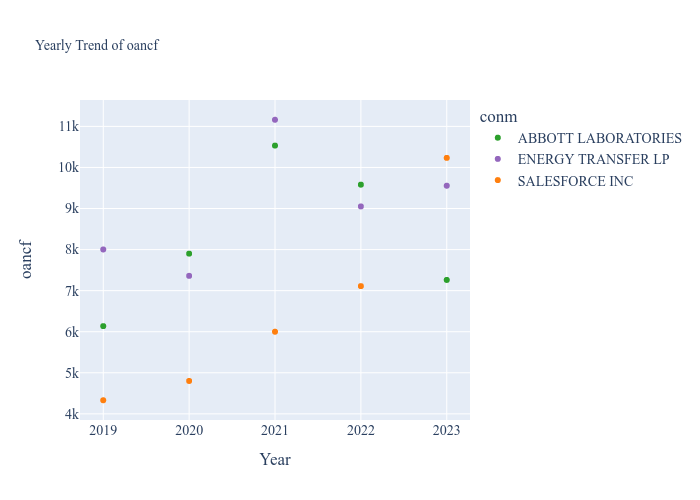 Yearly Trend of oancf
conm
ABBOTT LABORATORIES
ENERGY TRANSFER LP
SALESFORCE INC
11k
10k
9k
8k
7k
6k
5k
4k
oancf
2019 2020 2021 2022 2023
Year